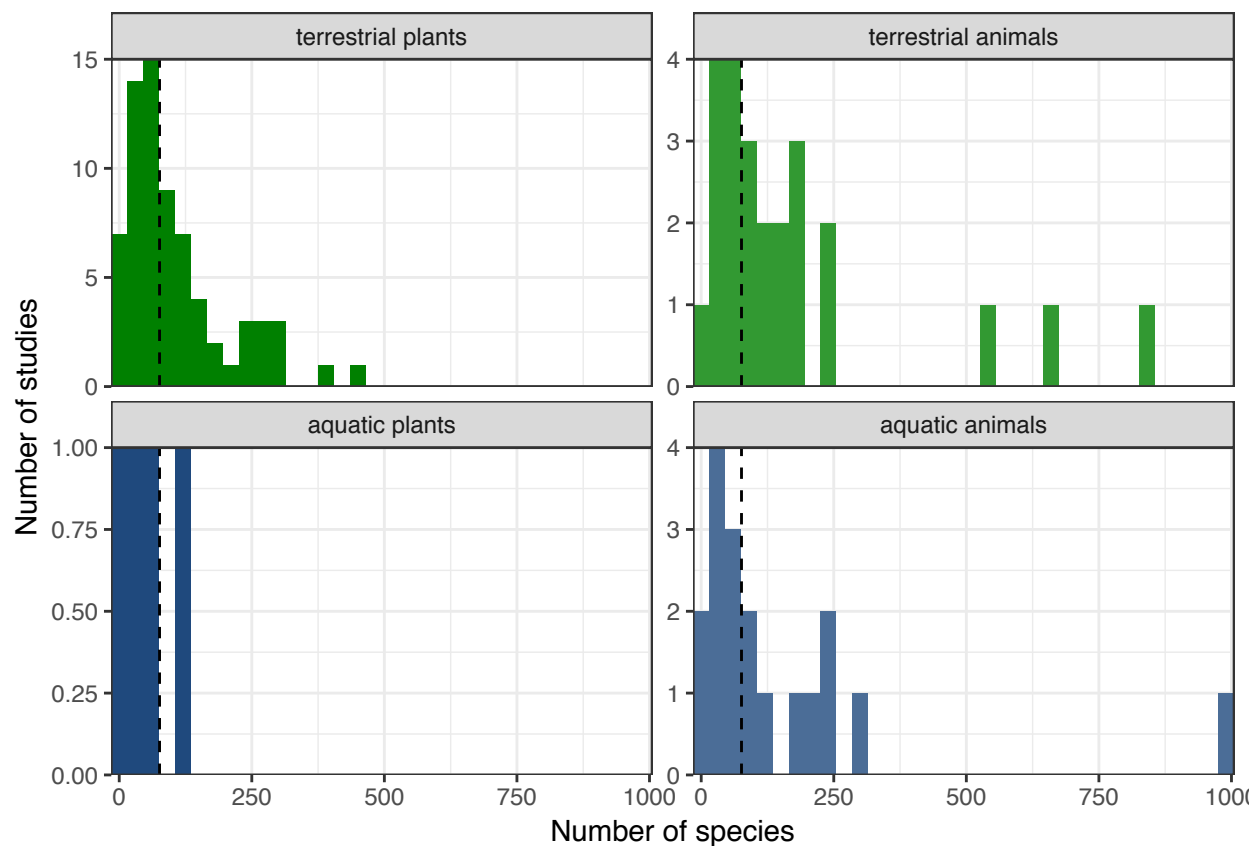 terrestrial plants
terrestrial animals
15
10
5
0
4
3
2
1
0
aquatic plants
aquatic animals
1.00
0.75
0.50
0.25
0.00
4
3
2
1
0
0 250 500 750 1000
0 250 500 750 1000
Number of species
Number of studies